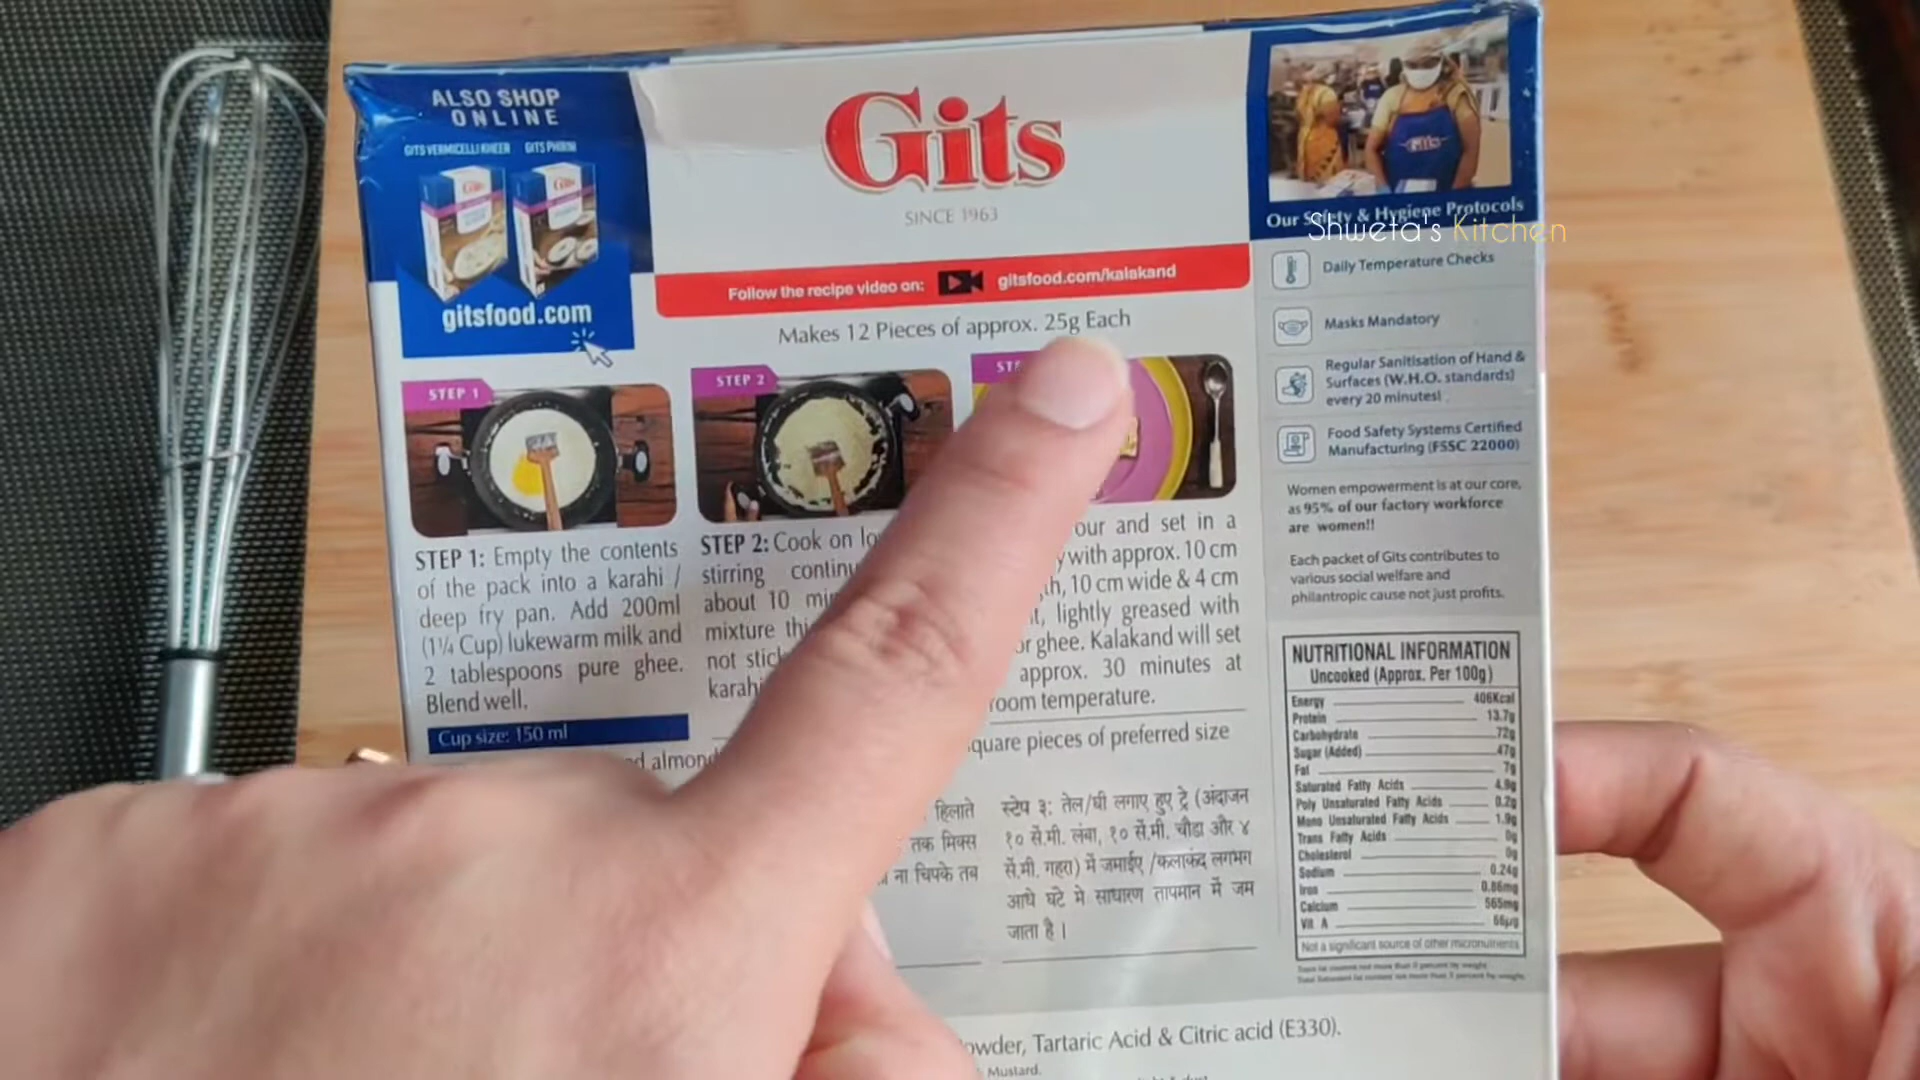 ALSO SHOP
ONLINE
GITS VERMICELLI KHEER GITS PHIRNI
gitsfood.com
Gits
SINCE 1963
Follow the recipe video on: gitsfood.com/kalakand
Makes 12 Pieces of approx. 25g Each
STEP 1
STEP 1: Empty the contents
of the pack into a karahi /
deep fry pan. Add 200ml
(1¼ Cup) lukewarm milk and
2 tablespoons pure ghee.
Blend well.
Cup size: 150 ml
STEP 2
STEP 2: Cook on
stirring
about 10
mixture
not
our and set in a
with approx. 10 cm
10 cm wide & 4 cm
lightly greased with
or ghee. Kalakand will set
approx. 30 minutes at
room temperature.
square pieces of preferred size
हिलाते
तक मिक्स
ना चिपके तब
स्टेप ३: तेल/घी लगाए हुए ट्रे (अंदाजन
१० सें.मी. लंबा, १० सें.मी. चौडा और ४
सें.मी. गहरा) में जमाईए /कलाकंद लगभग
आधे घंटे मे साधारण तापमान में जम
जाता है।
Gits
Our Safety & Hygiene Protocols
Shweta's Kitchen
Daily Temperature Checks
Masks Mandatory
Regular Sanitisation of Hand &
Surfaces (W.H.O. standards)
every 20 minutes!
Food Safety Systems Certified
Manufacturing (FSSC 22000)
Women empowerment is at our core,
as 95% of our factory workforce
are women!!
Each packet of Gits contributes to
various social welfare and
philantropic cause not just profits.
NUTRITIONAL INFORMATION
Uncooked (Approx. Per 100g)
Energy 406Kcal
Protein 13.7g
Carbohydrate 72g
Sugar (Added) 47g
Fat 7g
Saturated Fatty Acids 4.9g
Poly Unsaturated Fatty Acids 0.2g
Mono Unsaturated Fatty Acids 1.9g
Trans Fatty Acids 0g
Cholesterol 0g
Sodium 0.24g
Iron 0.86mg
Calcium 565mg
Vit A 66µg
Not a significant source of other micronutrients
Tartaric Acid & Citric acid (E330).
Mustard.